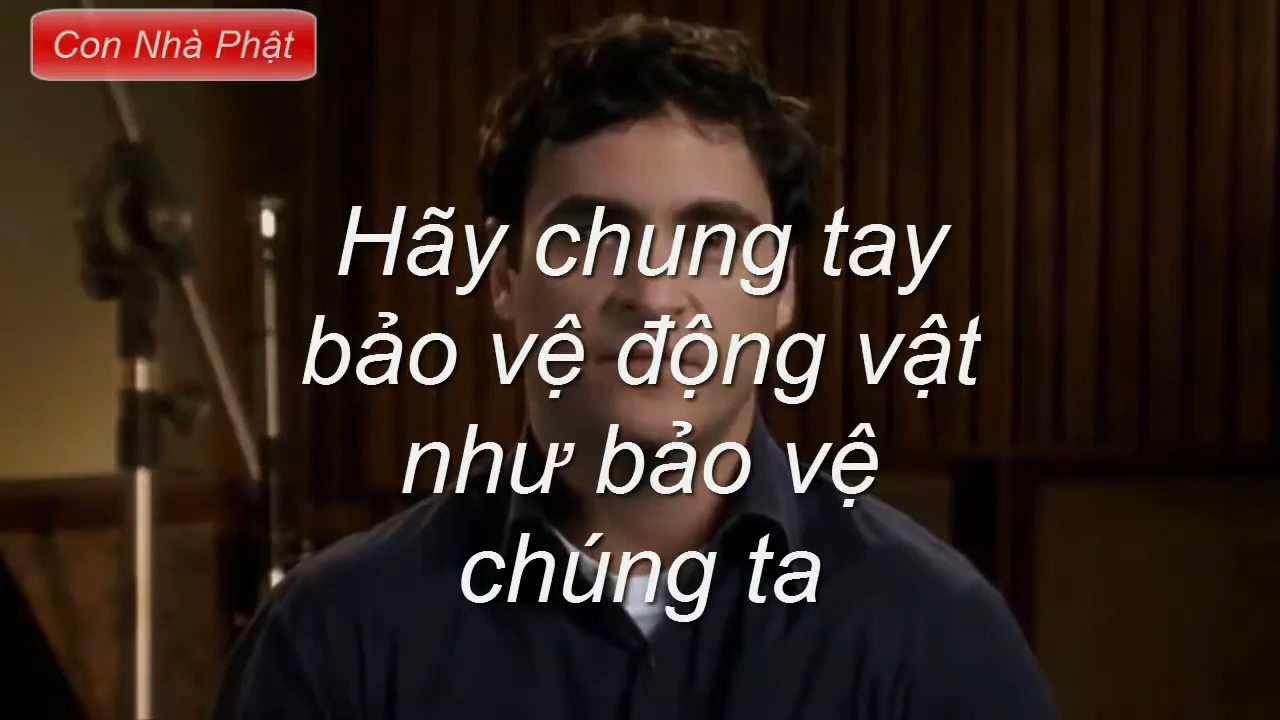 Con Nhà Phật
Hãy chung tay
bảo vệ động vật
như bảo vệ
chúng ta